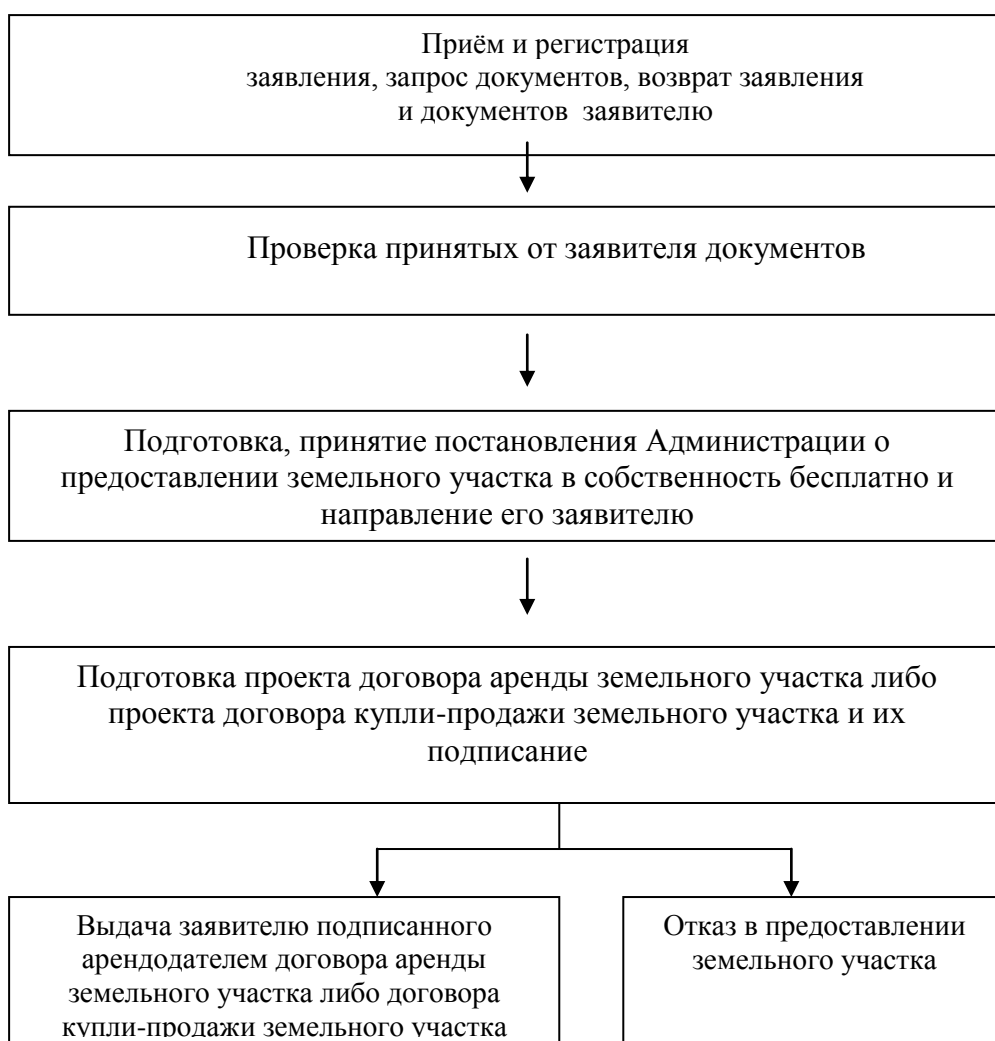 Приём и регистрация
заявления, запрос документов, возврат заявления
и документов заявителю
Проверка принятых от заявителя документов
Подготовка, принятие постановления Администрации о
предоставлении земельного участка в собственность бесплатно и
направление его заявителю
Подготовка проекта договора аренды земельного участка либо
проекта договора купли-продажи земельного участка и их
подписание
Выдача заявителю подписанного
арендодателем договора аренды
земельного участка либо договора
купли-продажи земельного участка
Отказ в предоставлении
земельного участка